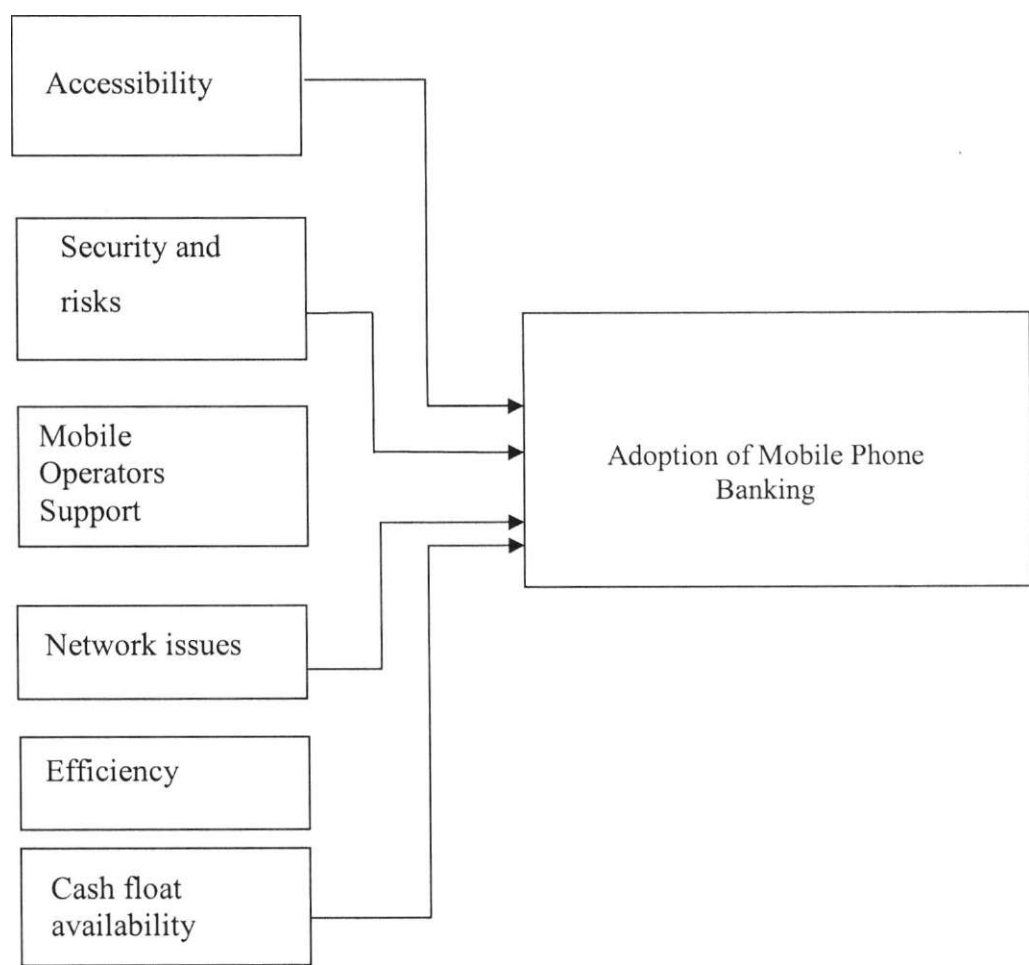 Accessibility
Security and
risks
Mobile
Operators
Support
Adoption of Mobile Phone
Banking
Network issues
Efficiency
Cash float
availability